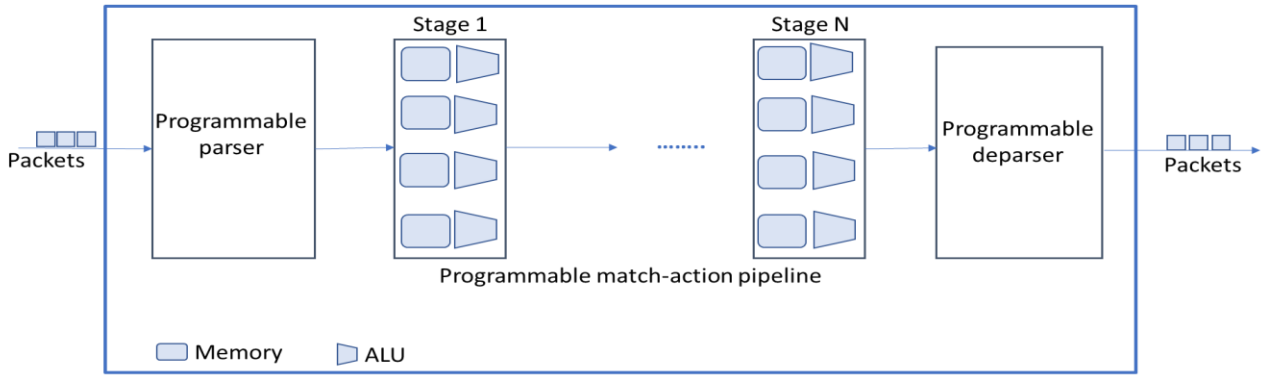 Stage 1
Stage N
Programmable
parser
Programmable
deparser
Packets
Packets
Programmable match-action pipeline
Memory
ALU